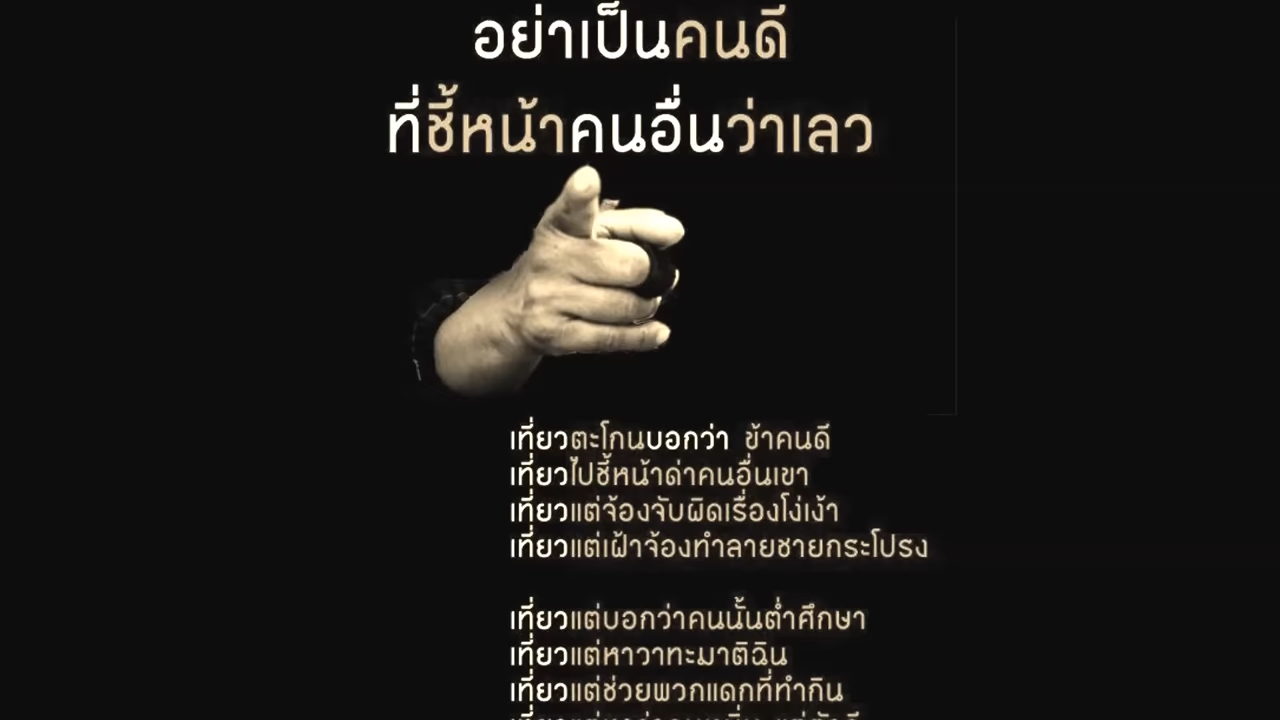 อย่าเป็นคนดี
ที่ชี้หน้าคนอื่นว่าเลว
เที่ยวตะโกนบอกว่า ข้าคนดี
เที่ยวไปชี้หน้าด่าคนอื่นเขา
เที่ยวแต่จ้องจับผิดเรื่องโง่เง้า
เที่ยวแต่เฝ้าจ้องทำลายชายกระโปรง
เที่ยวแต่บอกว่าคนนั้นต่ำศึกษา
เที่ยวแต่หาวาทะมาติฉิน
เที่ยวแต่ช่วยพวกแดกที่ทำกิน